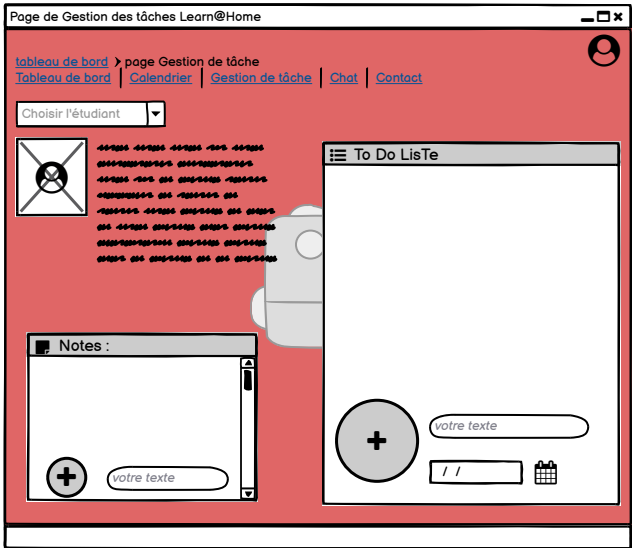 Page de Gestion des tâches Learn@Home
tableau de bord > page Gestion de tâche
Tableau de bord | Calendrier | Gestion de tâche | Chat | Contact
Choisir l'étudiant
To Do LisTe
Notes :
votre texte
/ /
votre texte